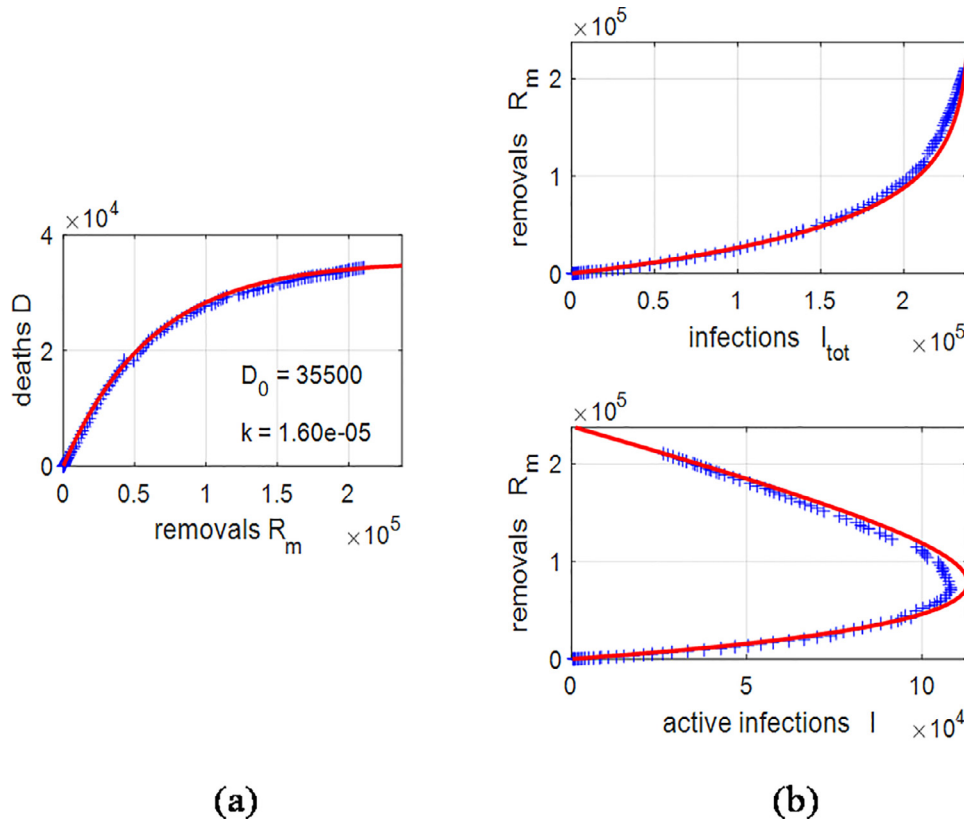 ×10^4
4
2
0
deaths D
D_0 = 35500
k = 1.60e-05
0 0.5 1 1.5 2
removals R_m ×10^5
(a)
×10^5
2
1
0
removals R_m
0 0.5 1 1.5 2
infections I_tot ×10^5
×10^5
2
1
0
removals R_m
0 5 10
active infections I ×10^4
(b)